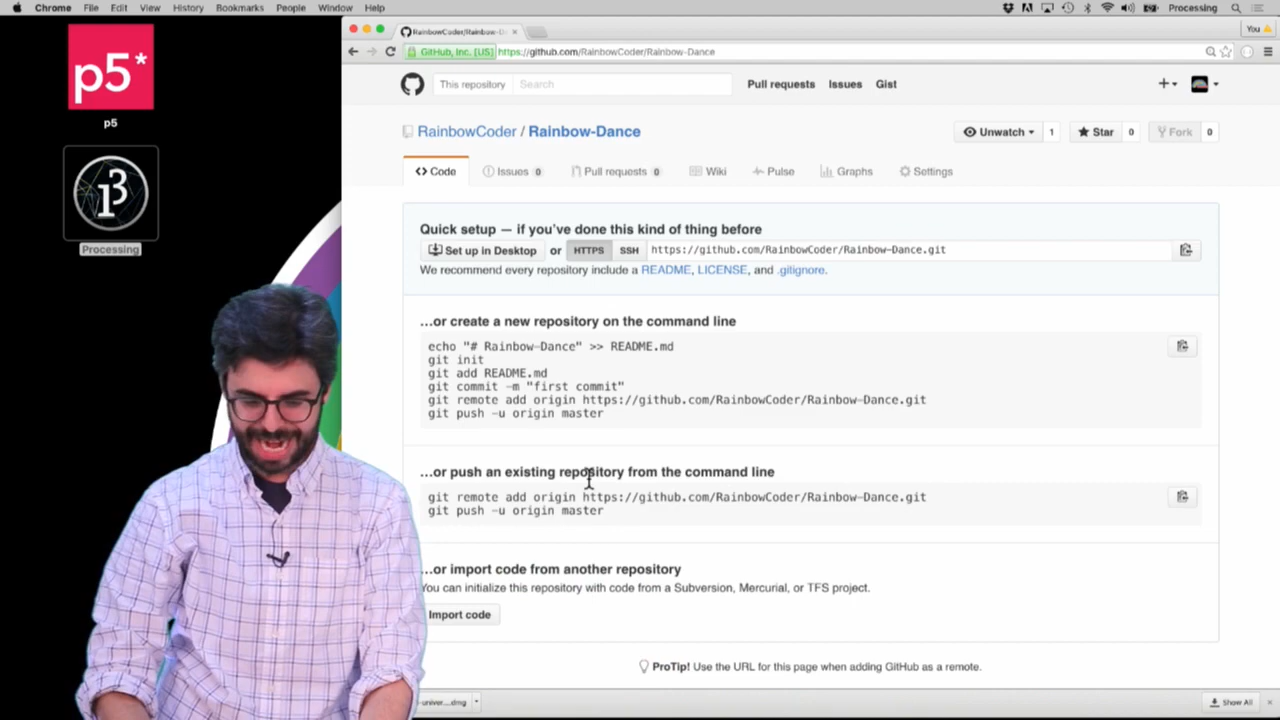 Chrome File Edit View History Bookmarks People Window Help Processing
p5*
p5
Processing
RainbowCoder/Rainbow-D
You
GitHub, Inc. [US] https://github.com/RainbowCoder/Rainbow-Dance
This repository Search Pull requests Issues Gist
RainbowCoder / Rainbow-Dance Unwatch 1 Star 0 Fork 0
Code Issues 0 Pull requests 0 Wiki Pulse Graphs Settings
Quick setup — if you've done this kind of thing before
Set up in Desktop or HTTPS SSH https://github.com/RainbowCoder/Rainbow-Dance.git
We recommend every repository include a README, LICENSE, and .gitignore.
…or create a new repository on the command line
echo "# Rainbow-Dance" >> README.md
git init
git add README.md
git commit -m "first commit"
git remote add origin https://github.com/RainbowCoder/Rainbow-Dance.git
git push -u origin master
…or push an existing repository from the command line
git remote add origin https://github.com/RainbowCoder/Rainbow-Dance.git
git push -u origin master
…or import code from another repository
You can initialize this repository with code from a Subversion, Mercurial, or TFS project.
Import code
ProTip! Use the URL for this page when adding GitHub as a remote.
-univer....dmg Show All